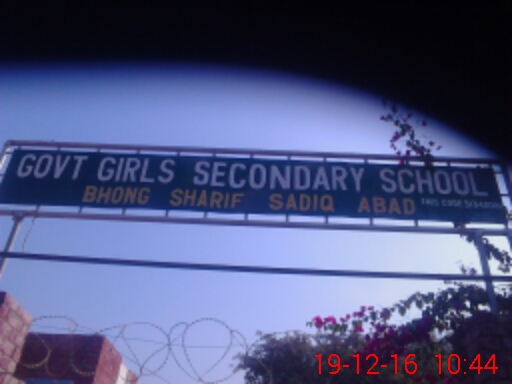 GOVT GIRLS SECONDARY SCHOOL
BHONG SHARIF SADIQ ABAD
19-12-16 10:44